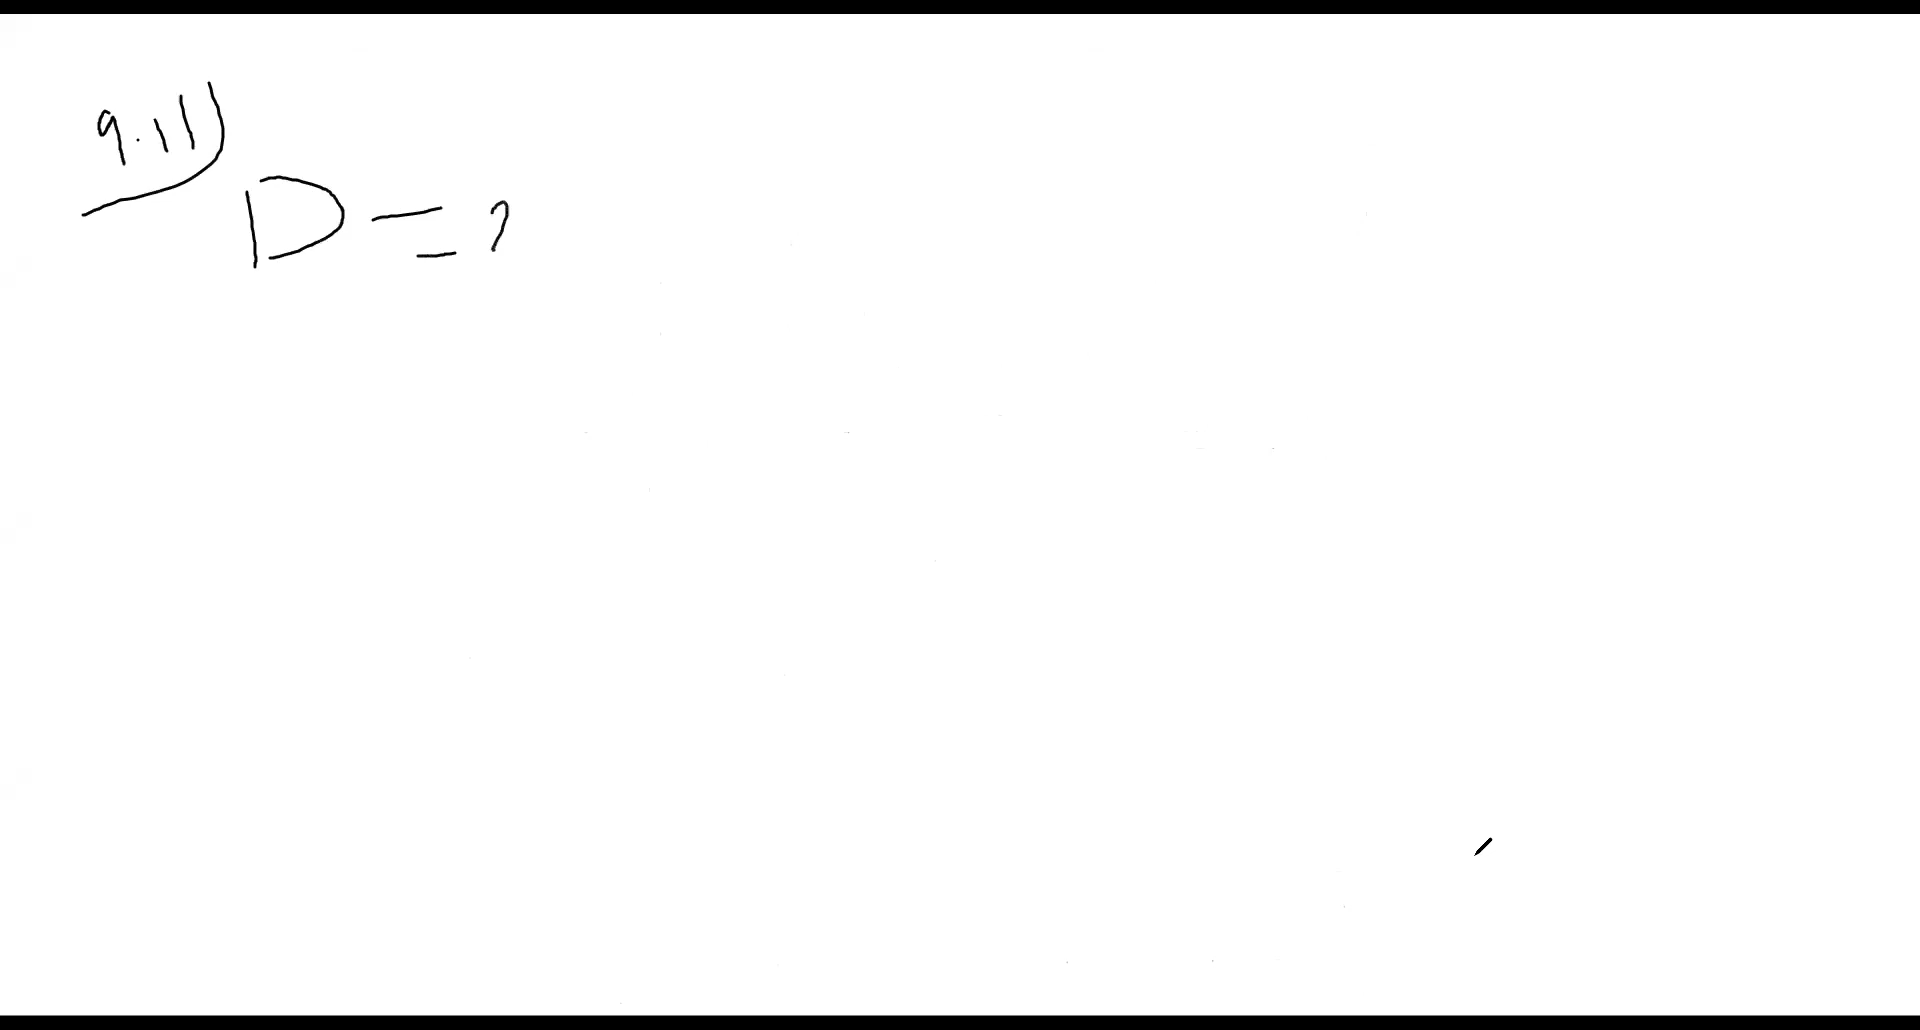 9.11)
D = ?